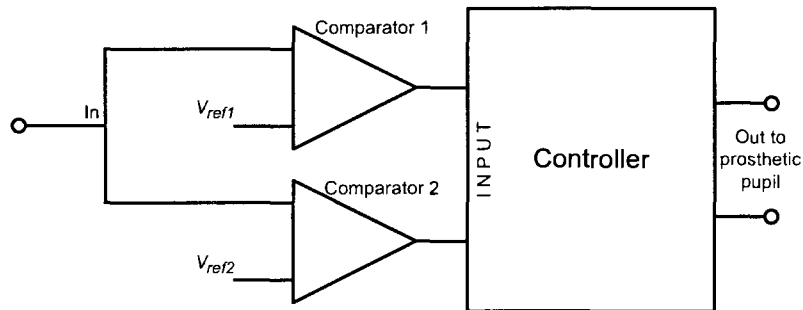 Comparator 1
In
Vref1
INPUT
Controller
Out to
prosthetic
pupil
Comparator 2
Vref2